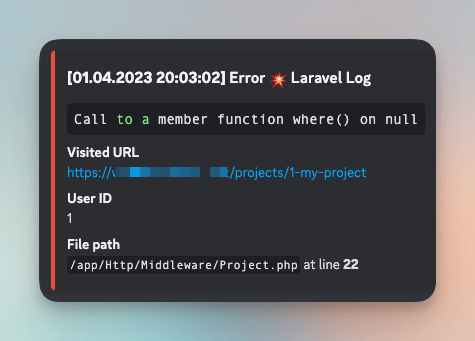 [01.04.2023 20:03:02] Error 💥 Laravel Log
Call to a member function where() on null
Visited URL
https:// /projects/1-my-project
User ID
1
File path
/app/Http/Middleware/Project.php at line 22